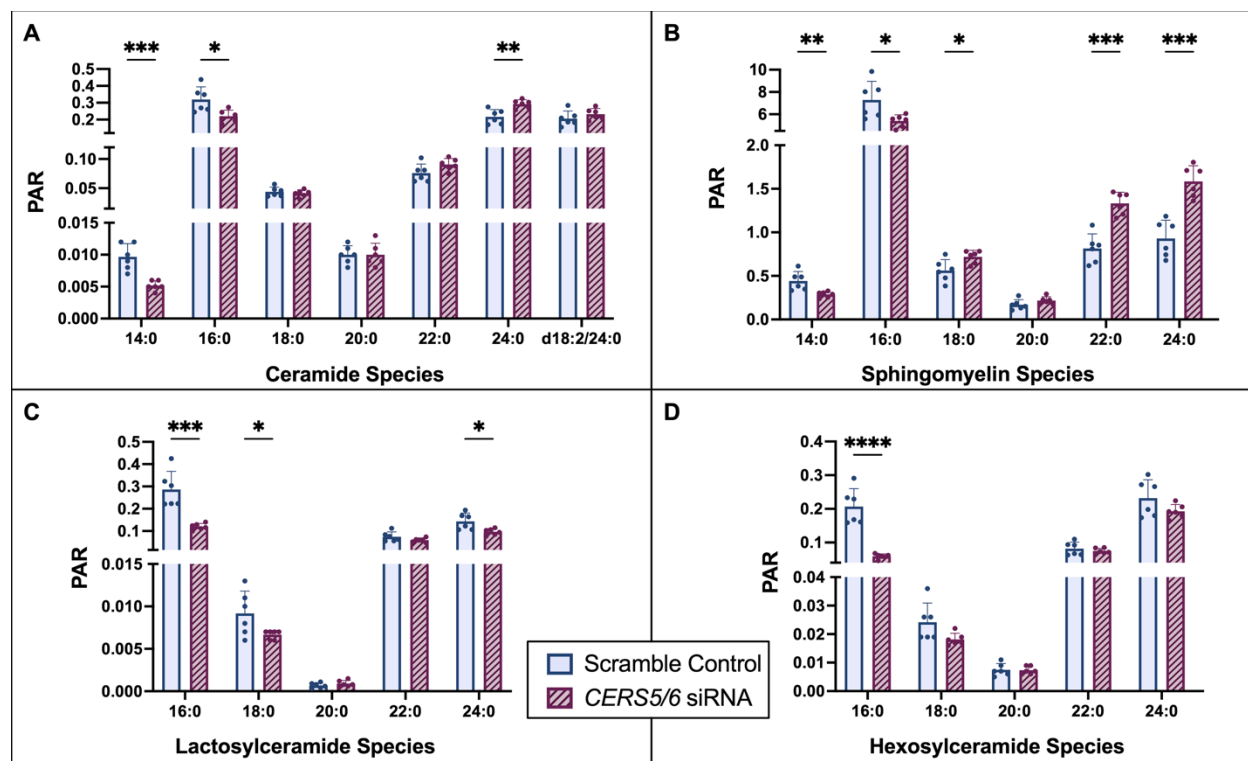 A
*** * **
PAR
0.5
0.4
0.3
0.2
0.10
0.05
0.015
0.010
0.005
0.000
14:0 16:0 18:0 20:0 22:0 24:0 d18:2/24:0
Ceramide Species
B
** * * *** ***
PAR
10
8
6
2.0
1.5
1.0
0.5
0.0
14:0 16:0 18:0 20:0 22:0 24:0
Sphingomyelin Species
C
*** * *
PAR
0.5
0.4
0.3
0.2
0.1
0.015
0.010
0.005
0.000
16:0 18:0 20:0 22:0 24:0
Lactosylceramide Species
D
****
PAR
0.4
0.3
0.2
0.1
0.04
0.03
0.02
0.01
0.00
16:0 18:0 20:0 22:0 24:0
Hexosylceramide Species
Scramble Control
CERS5/6 siRNA